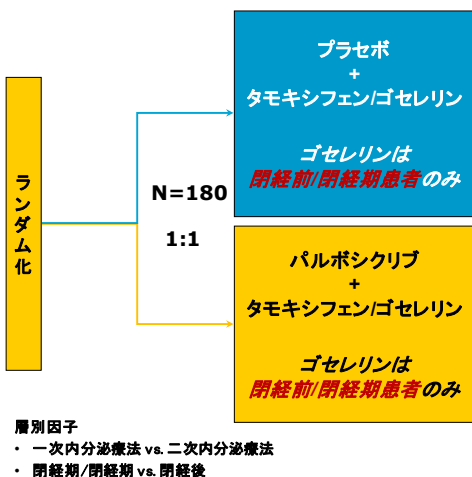 ランダム化
N=180
1:1
プラセボ
+
タモキシフェン/ゴセレリン
ゴセレリンは
閉経前/閉経期患者のみ
パルボシクリブ
+
タモキシフェン/ゴセレリン
ゴセレリンは
閉経前/閉経期患者のみ
層別因子
・ 一次内分泌療法 vs. 二次内分泌療法
・ 閉経期/閉経期 vs. 閉経後